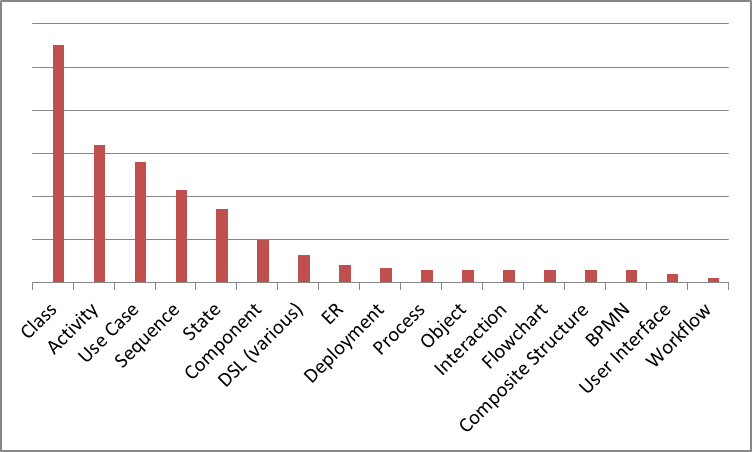 Class
Activity
Use Case
Sequence
State
Component
DSL (various)
ER
Deployment
Process
Object
Interaction
Flowchart
Composite Structure
BPMN
User Interface
Workflow